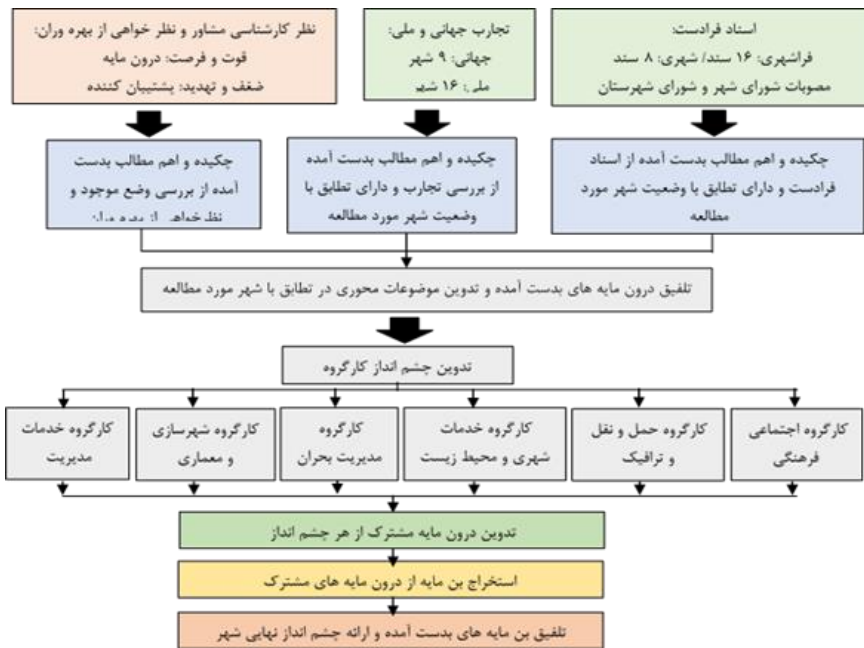 اسناد فرادست:
فراشهری: ۱۶ سند/ شهری: ۸ سند
مصوبات شورای شهر و شورای شهرستان
تجارب جهانی و ملی:
جهانی: ۹ شهر
ملی: ۱۶ شهر
نظر کارشناسی مشاور و نظر خواهی از بهره وران:
قوت و فرصت: درون مایه
ضغف و تهدید: پشتیبان کننده
چکیده و اهم مطالب بدست آمده از اسناد
فرادست و دارای تطابق با وضعیت شهر مورد
مطالعه
چکیده و اهم مطالب بدست آمده
از بررسی تجارب و دارای تطابق با
وضعیت شهر مورد مطالعه
چکیده و اهم مطالب بدست
آمده از بررسی وضع موجود و
نظرخواهی از بهره وران
تلفیق درون مایه های بدست آمده و تدوین موضوعات محوری در تطابق با شهر مورد مطالعه
تدوین چشم انداز کارگروه
کارگروه اجتماعی
فرهنگی
کارگروه حمل و نقل
و ترافیک
کارگروه خدمات
شهری و محیط زیست
کارگروه
مدیریت بحران
کارگروه شهرسازی
و معماری
کارگروه خدمات
مدیریت
تدوین درون مایه مشترک از هر چشم انداز
استخراج بن مایه از درون مایه های مشترک
تلفیق بن مایه های بدست آمده و ارائه چشم انداز نهایی شهر